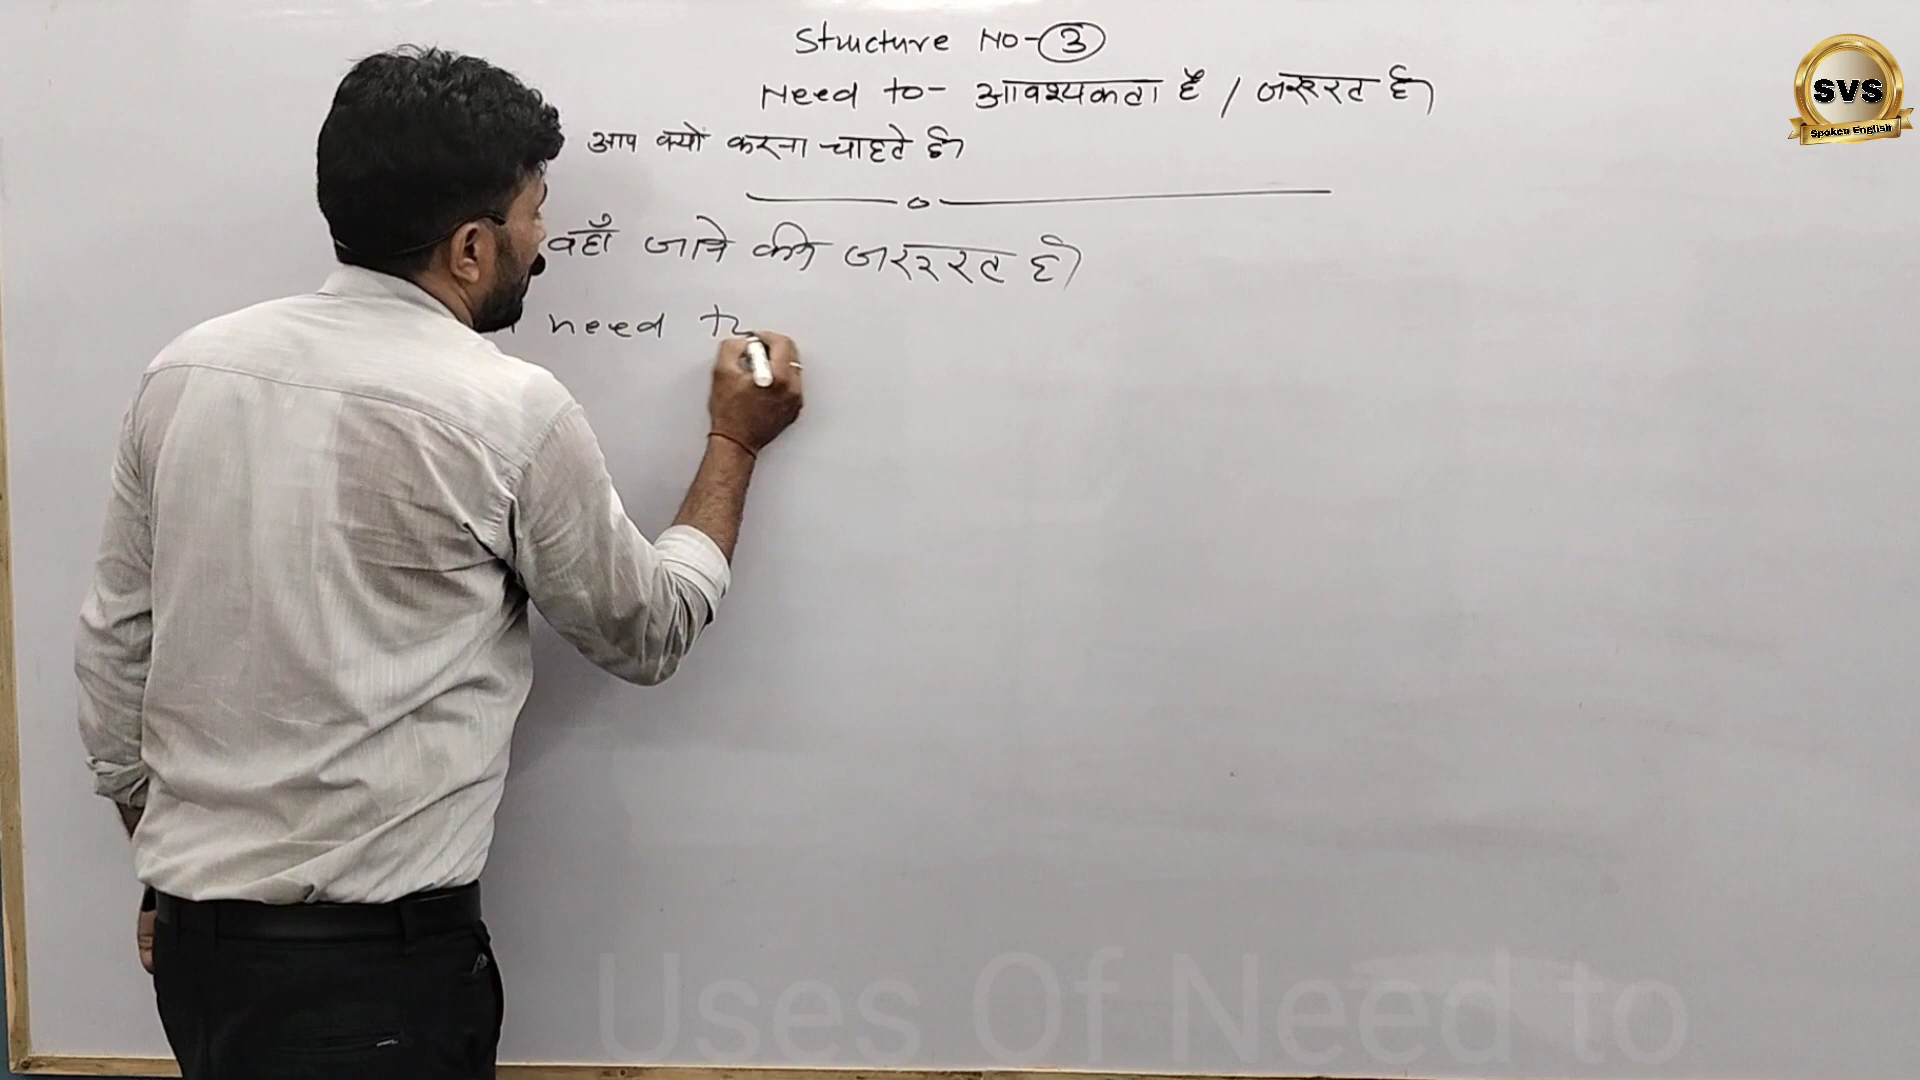 Structure No-3
Need to- आवश्यकता है / जरूरत है।
आप क्यों करना चाहते है।
वहाँ जाने की जरूरत है।
need to
SVS
Spoken English
Uses Of Need to